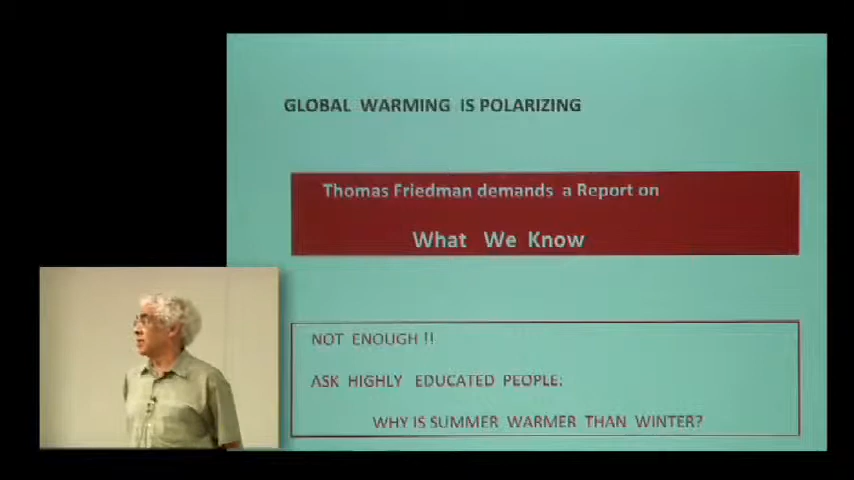 GLOBAL WARMING IS POLARIZING
Thomas Friedman demands a Report on
What We Know
NOT ENOUGH !!
ASK HIGHLY EDUCATED PEOPLE:
WHY IS SUMMER WARMER THAN WINTER?